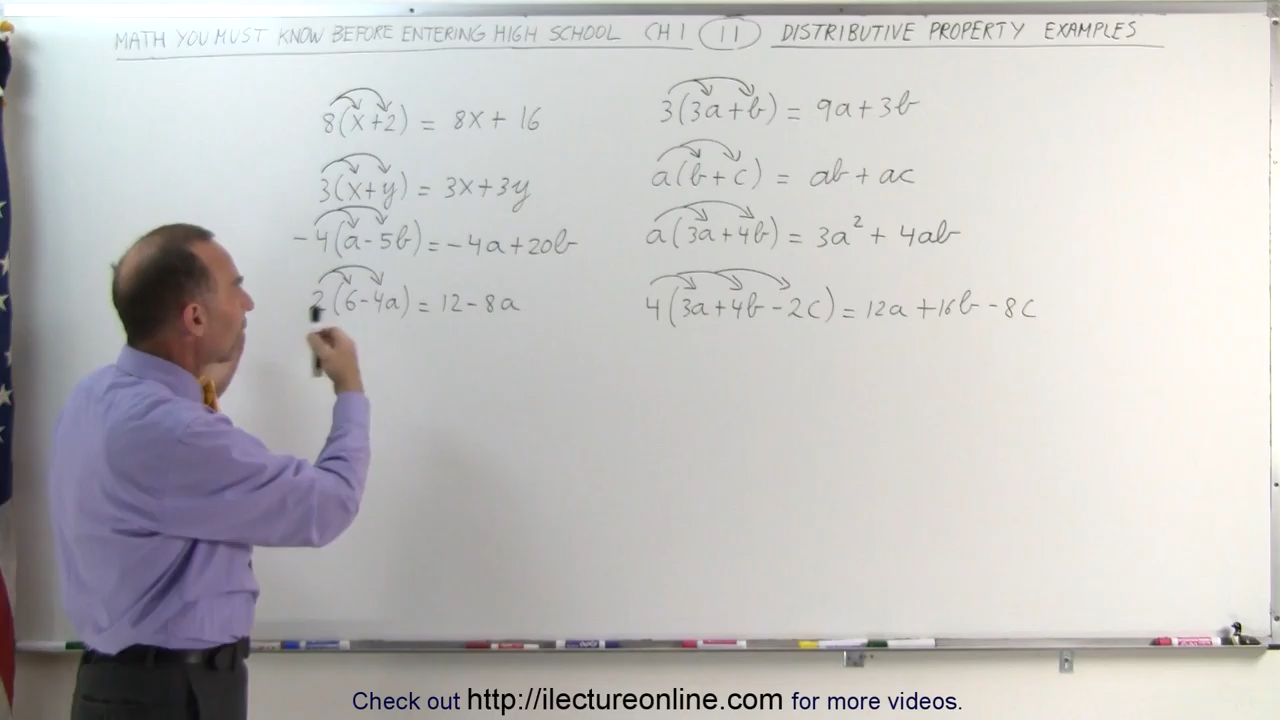 MATH YOU MUST KNOW BEFORE ENTERING HIGH SCHOOL CH 1 11 DISTRIBUTIVE PROPERTY EXAMPLES
8(x+2) = 8x + 16
3(x+y) = 3x+3y
-4(a-5b) = -4a+20b
2(6-4a) = 12-8a
3(3a+b) = 9a+3b
a(b+c) = ab + ac
a(3a+4b) = 3a² + 4ab
4(3a+4b-2c) = 12a+16b-8c
Check out http://ilectureonline.com for more videos.